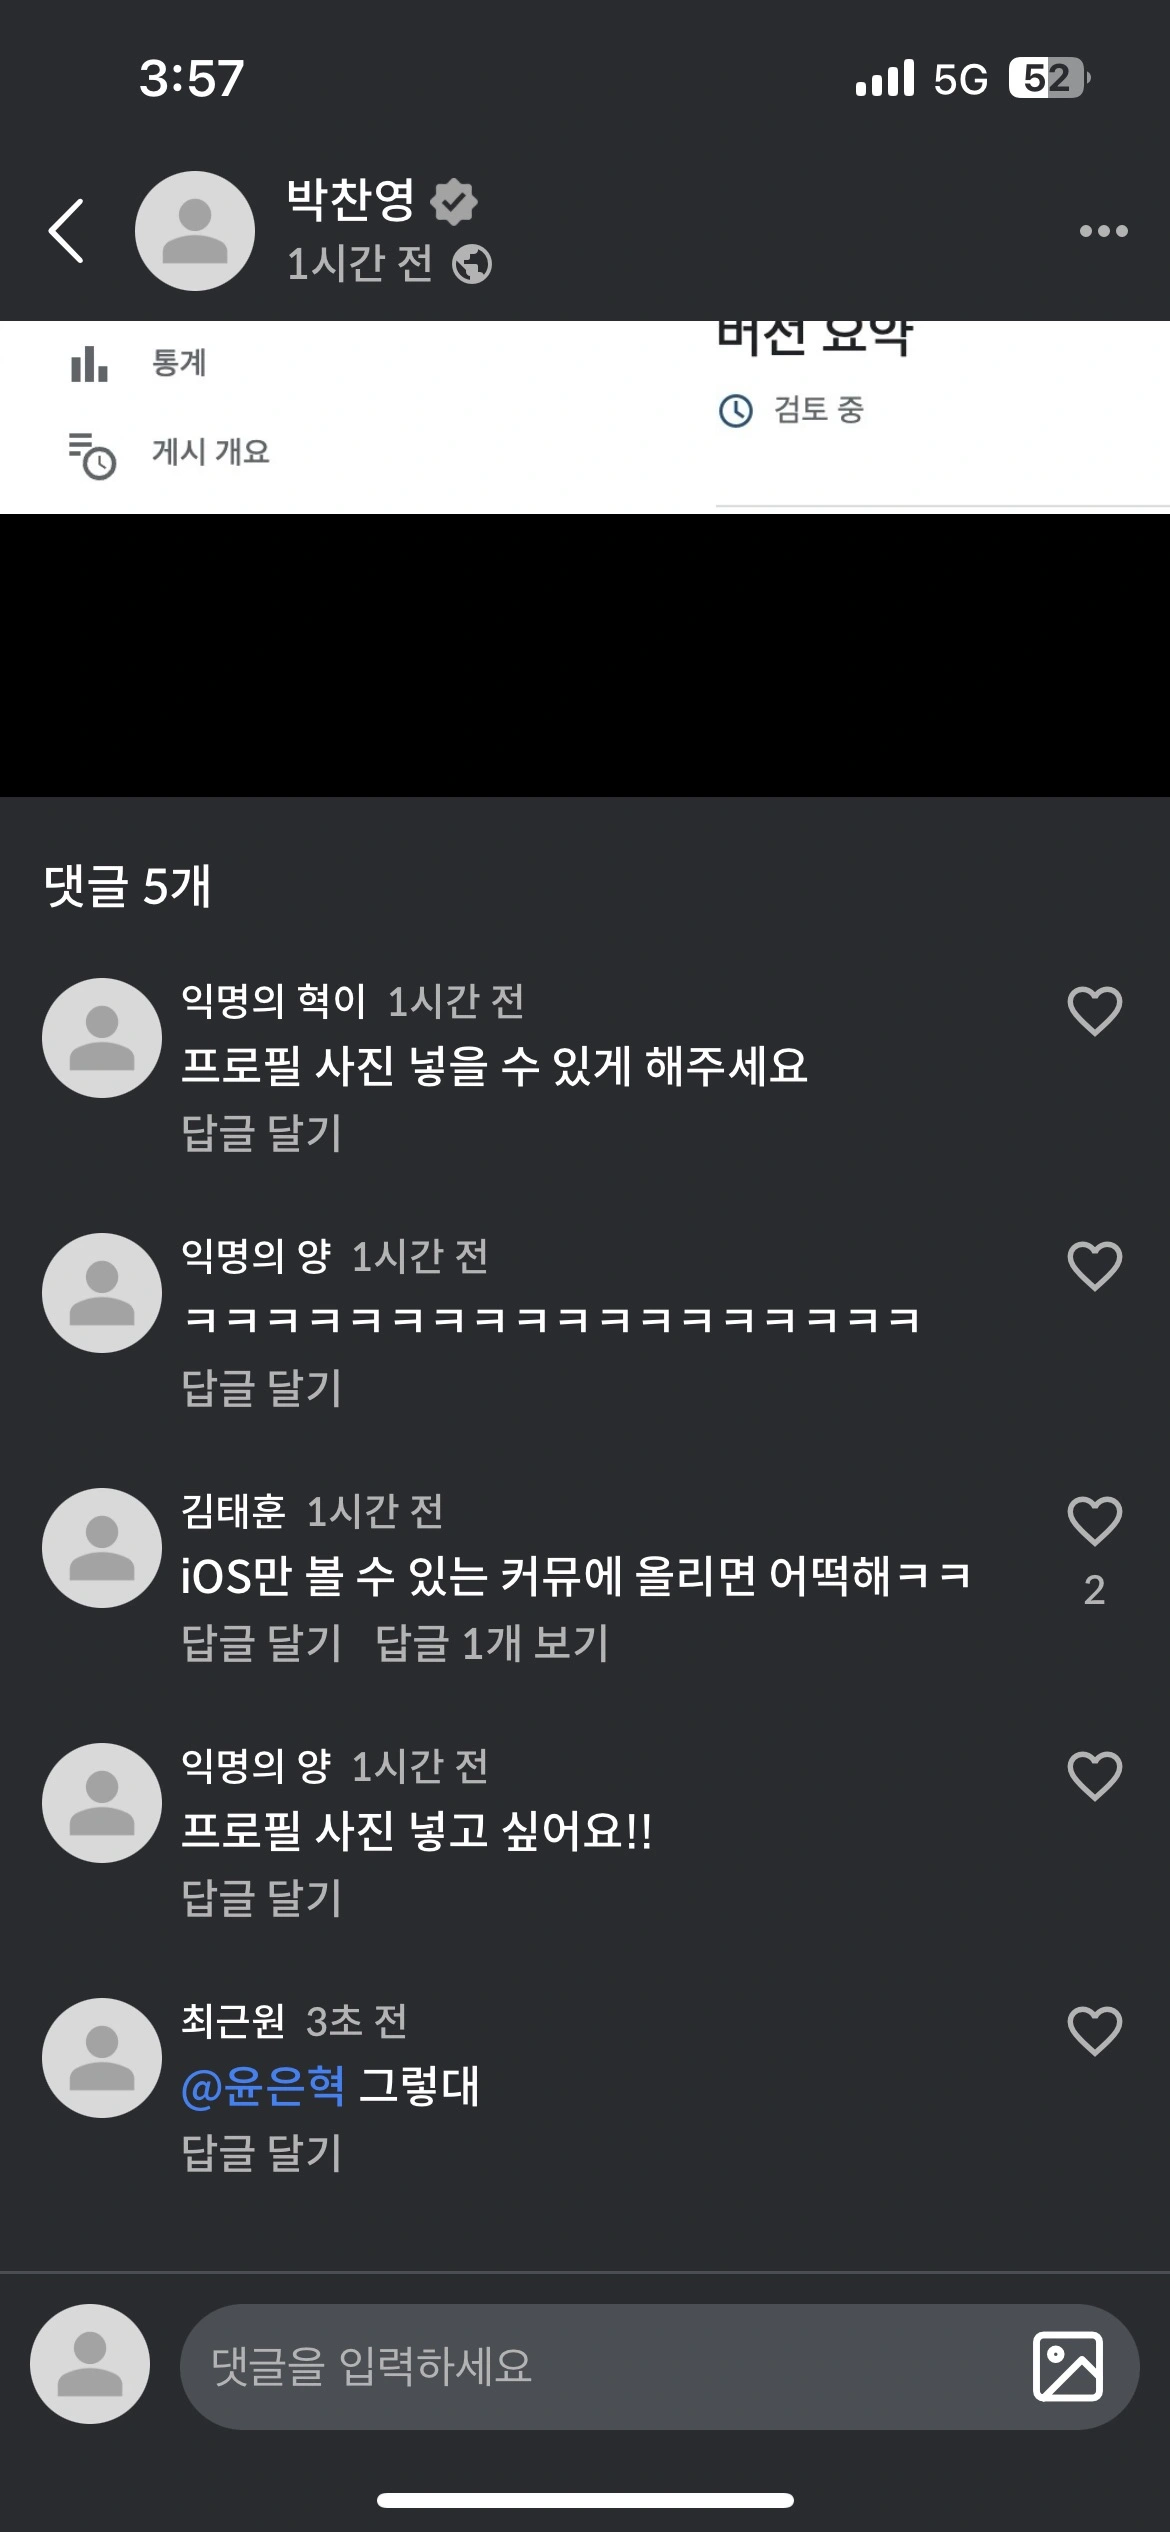 3:57
5G
52
박찬영
1시간 전
통계
버전 요약
검토 중
게시 개요
댓글 5개
익명의 혁이 1시간 전
프로필 사진 넣을 수 있게 해주세요
답글 달기
익명의 양 1시간 전
ㅋㅋㅋㅋㅋㅋㅋㅋㅋㅋㅋㅋㅋㅋㅋㅋㅋㅋ
답글 달기
김태훈 1시간 전
iOS만 볼 수 있는 커뮤에 올리면 어떡해ㅋㅋ
2
답글 달기 답글 1개 보기
익명의 양 1시간 전
프로필 사진 넣고 싶어요!!
답글 달기
최근원 3초 전
@윤은혁 그렇대
답글 달기
댓글을 입력하세요